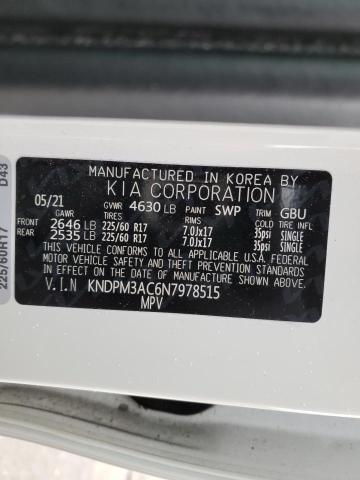 MANUFACTURED IN KOREA BY
KIA CORPORATION
05/21 GVWR 4630 LB PAINT SWP TRIM GBU
GAWR TIRES RIMS COLD TIRE INFL.
FRONT 2646 LB 225/60 R17 7.0Jx17 35psi SINGLE
REAR 2535 LB 225/60 R17 7.0Jx17 35psi SINGLE
THIS VEHICLE CONFORMS TO ALL APPLICABLE U.S.A FEDERAL
MOTOR VEHICLE SAFETY, BUMPER, AND THEFT PREVENTION
STANDARDS IN EFFECT ON THE DATE OF MANUFACTURE SHOWN ABOVE.
V.I.N KNDPM3AC6N7978515
MPV
225/60R17 D43